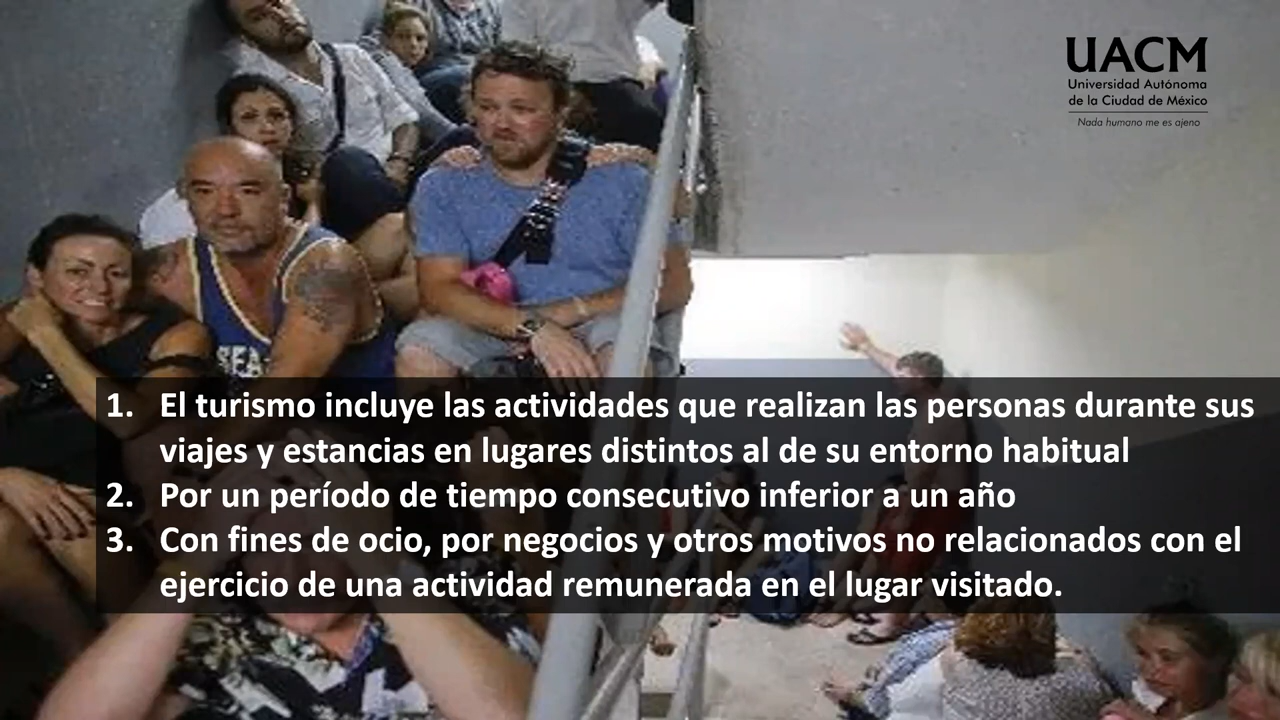 UACM
Universidad Autónoma
de la Ciudad de México
Nada humano me es ajeno
SEA
1. El turismo incluye las actividades que realizan las personas durante sus
viajes y estancias en lugares distintos al de su entorno habitual
2. Por un período de tiempo consecutivo inferior a un año
3. Con fines de ocio, por negocios y otros motivos no relacionados con el
ejercicio de una actividad remunerada en el lugar visitado.